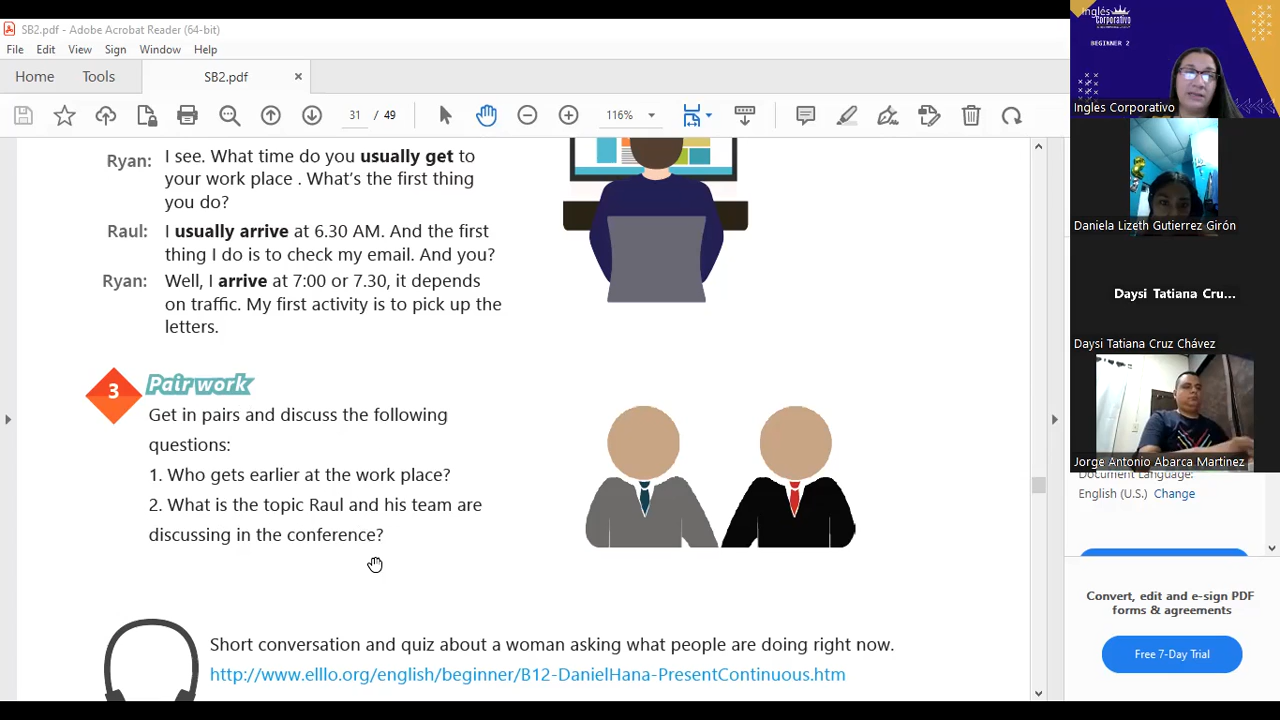 SB2.pdf - Adobe Acrobat Reader (64-bit)
File Edit View Sign Window Help
Home Tools SB2.pdf ×
31 / 49 116%
Ryan: I see. What time do you usually get to
your work place . What's the first thing
you do?
Raul: I usually arrive at 6.30 AM. And the first
thing I do is to check my email. And you?
Ryan: Well, I arrive at 7:00 or 7.30, it depends
on traffic. My first activity is to pick up the
letters.
3 Pair work
Get in pairs and discuss the following
questions:
1. Who gets earlier at the work place?
2. What is the topic Raul and his team are
discussing in the conference?
Short conversation and quiz about a woman asking what people are doing right now.
http://www.elllo.org/english/beginner/B12-DanielHana-PresentContinuous.htm
Inglés
Corporativo
BEGINNER 2
Ingles Corporativo
Daniela Lizeth Gutierrez Girón
Daysi Tatiana Cru...
Daysi Tatiana Cruz Chávez
Jorge Antonio Abarca Martinez
Document Language:
English (U.S.) Change
Convert, edit and e-sign PDF
forms & agreements
Free 7-Day Trial